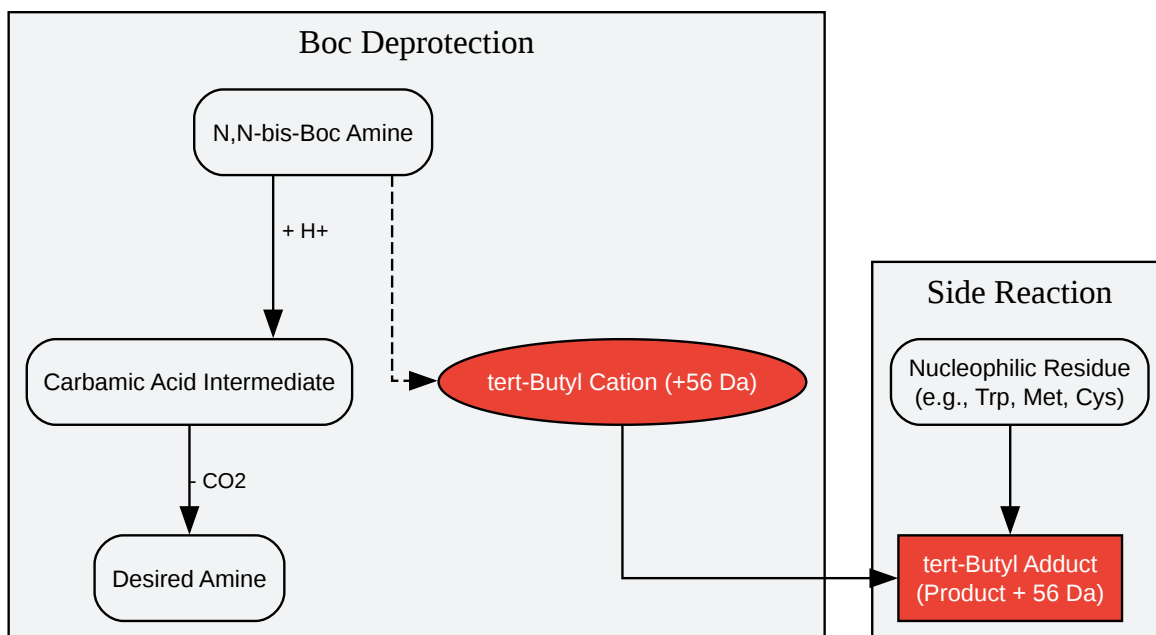 Boc Deprotection
N,N-bis-Boc Amine
+ H+
Carbamic Acid Intermediate
tert-Butyl Cation (+56 Da)
- CO2
Desired Amine
Side Reaction
Nucleophilic Residue
(e.g., Trp, Met, Cys)
tert-Butyl Adduct
(Product + 56 Da)